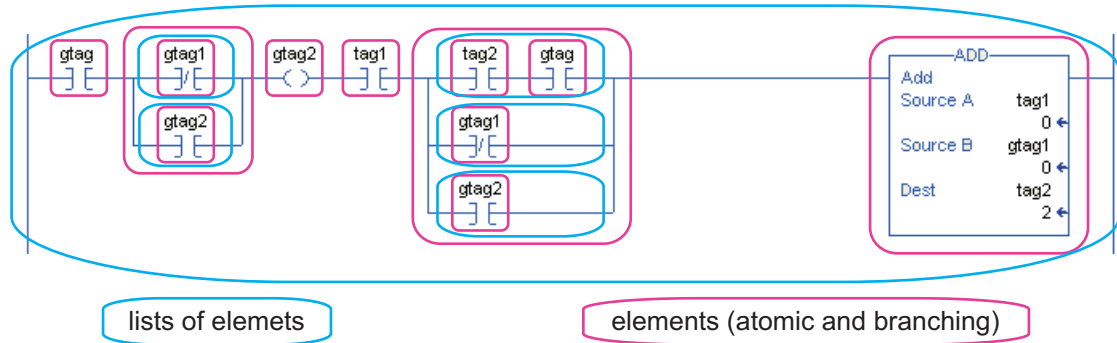 gtag gtag1 gtag2 tag1 tag2 gtag
gtag2
gtag1
gtag2
ADD
Add
Source A tag1
0
Source B gtag1
0
Dest tag2
2
lists of elemets
elements (atomic and branching)